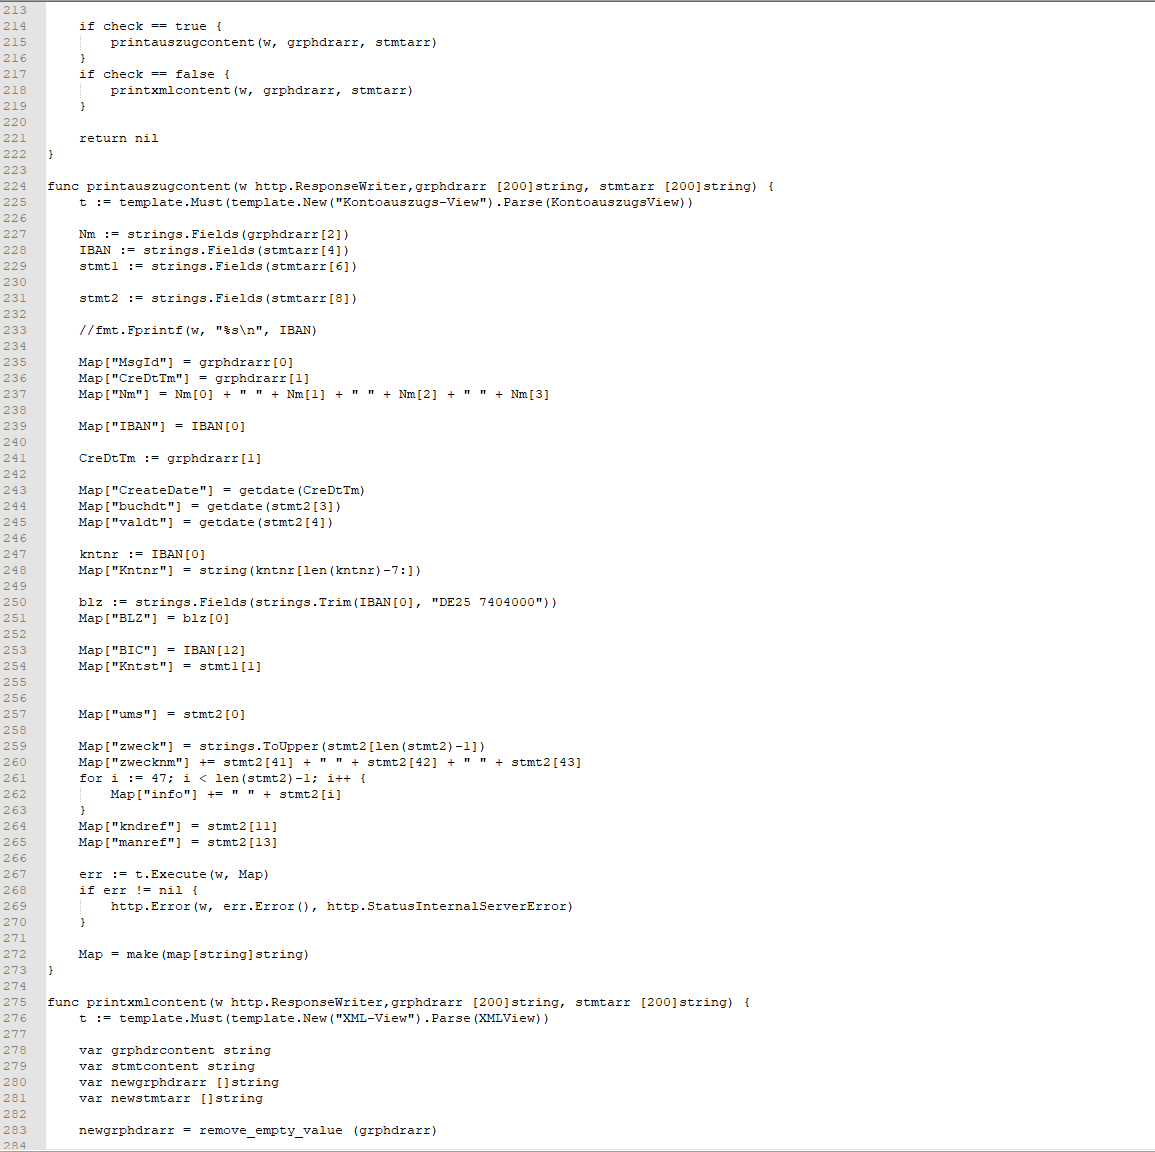 213
214     if check == true {
215         printauszugcontent(w, grphdrarr, stmtarr)
216     }
217     if check == false {
218         printxmlcontent(w, grphdrarr, stmtarr)
219     }
220
221     return nil
222 }
223
224 func printauszugcontent(w http.ResponseWriter,grphdrarr [200]string, stmtarr [200]string) {
225     t := template.Must(template.New("Kontoauszugs-View").Parse(KontoauszugsView))
226
227     Nm := strings.Fields(grphdrarr[2])
228     IBAN := strings.Fields(stmtarr[4])
229     stmt1 := strings.Fields(stmtarr[6])
230
231     stmt2 := strings.Fields(stmtarr[8])
232
233     //fmt.Fprintf(w, "%s\n", IBAN)
234
235     Map["MsgId"] = grphdrarr[0]
236     Map["CreDtTm"] = grphdrarr[1]
237     Map["Nm"] = Nm[0] + " " + Nm[1] + " " + Nm[2] + " " + Nm[3]
238
239     Map["IBAN"] = IBAN[0]
240
241     CreDtTm := grphdrarr[1]
242
243     Map["CreateDate"] = getdate(CreDtTm)
244     Map["buchdt"] = getdate(stmt2[3])
245     Map["valdt"] = getdate(stmt2[4])
246
247     kntnr := IBAN[0]
248     Map["Kntnr"] = string(kntnr[len(kntnr)-7:])
249
250     blz := strings.Fields(strings.Trim(IBAN[0], "DE25 7404000"))
251     Map["BLZ"] = blz[0]
252
253     Map["BIC"] = IBAN[12]
254     Map["Kntst"] = stmt1[1]
255
256
257     Map["ums"] = stmt2[0]
258
259     Map["zweck"] = strings.ToUpper(stmt2[len(stmt2)-1])
260     Map["zwecknm"] += stmt2[41] + " " + stmt2[42] + " " + stmt2[43]
261     for i := 47; i < len(stmt2)-1; i++ {
262         Map["info"] += " " + stmt2[i]
263     }
264     Map["kndref"] = stmt2[11]
265     Map["manref"] = stmt2[13]
266
267     err := t.Execute(w, Map)
268     if err != nil {
269         http.Error(w, err.Error(), http.StatusInternalServerError)
270     }
271
272     Map = make(map[string]string)
273 }
274
275 func printxmlcontent(w http.ResponseWriter,grphdrarr [200]string, stmtarr [200]string) {
276     t := template.Must(template.New("XML-View").Parse(XMLView))
277
278     var grphdrcontent string
279     var stmtcontent string
280     var newgrphdrarr []string
281     var newstmtarr []string
282
283     newgrphdrarr = remove_empty_value (grphdrarr)
284